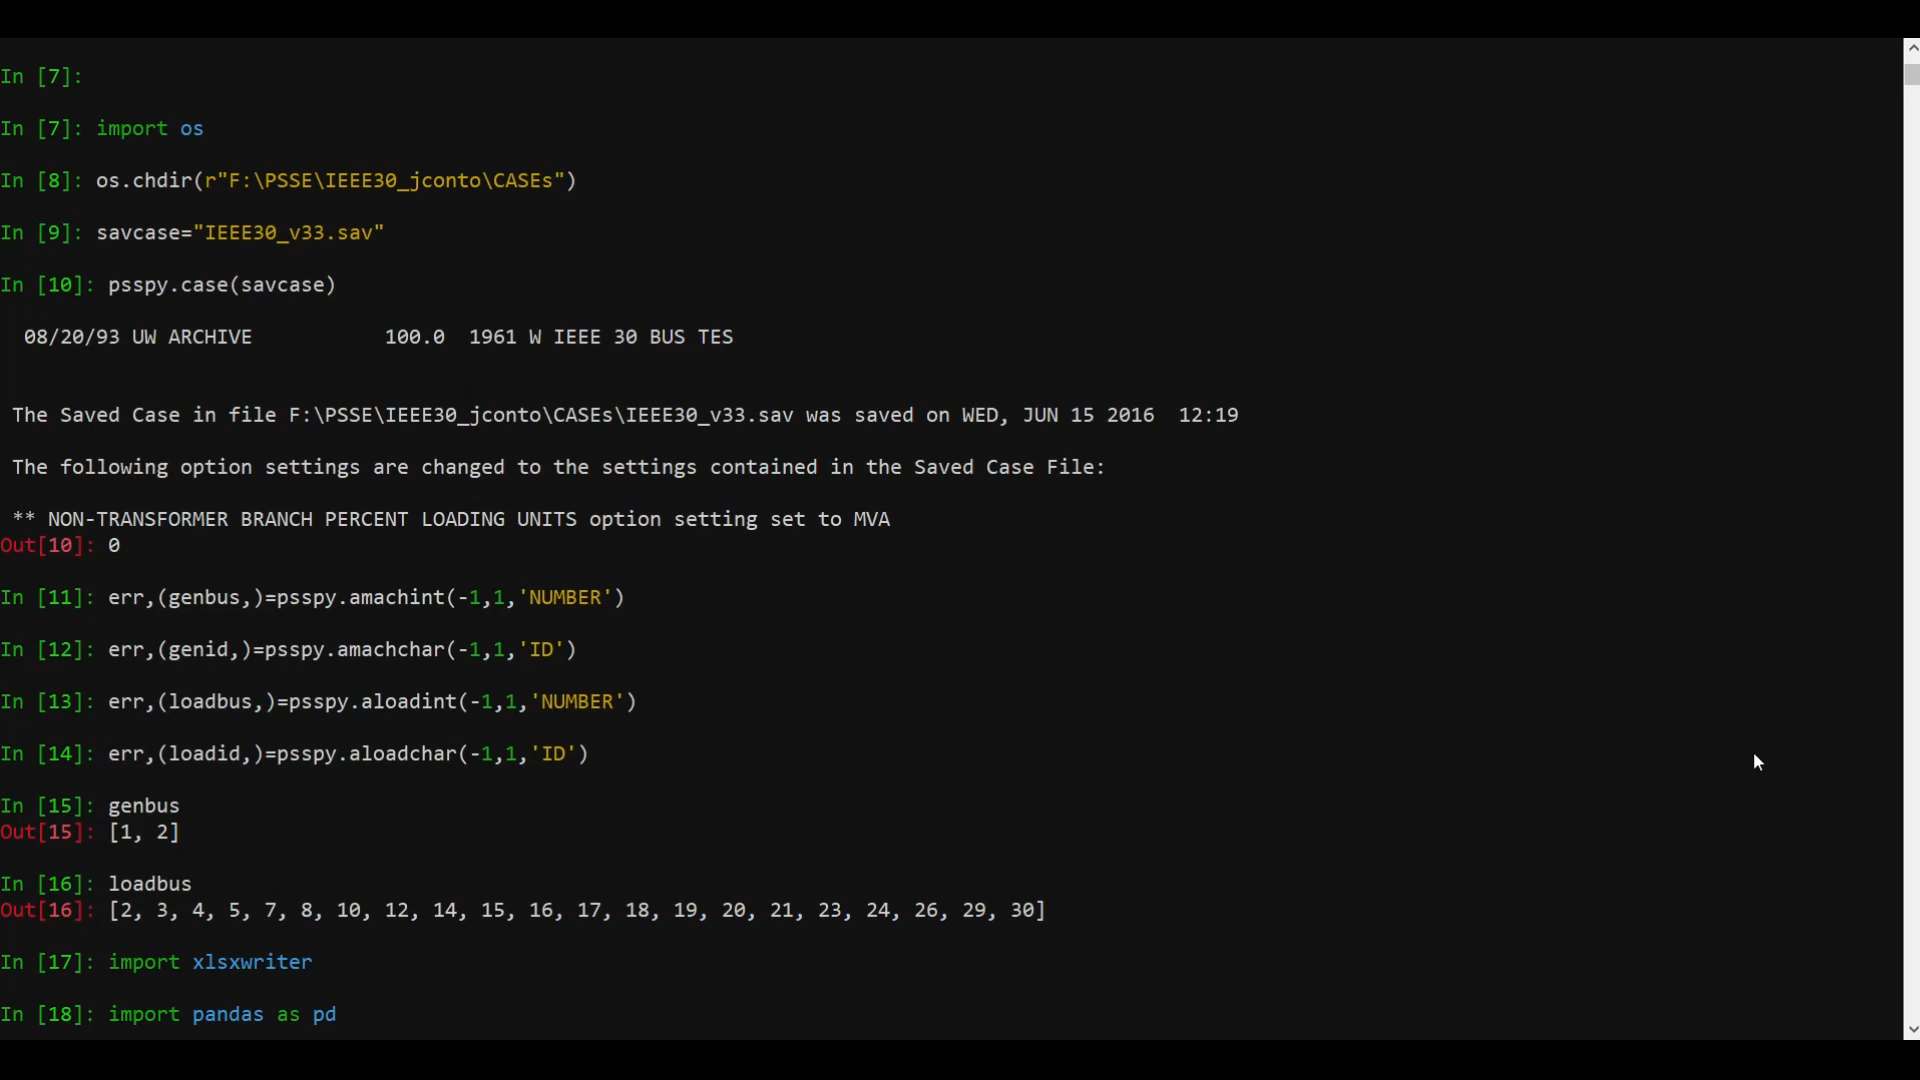 In [7]:
In [7]: import os
In [8]: os.chdir(r"F:\PSSE\IEEE30_jconto\CASEs")
In [9]: savcase="IEEE30_v33.sav"
In [10]: psspy.case(savcase)
08/20/93 UW ARCHIVE           100.0  1961 W IEEE 30 BUS TES
The Saved Case in file F:\PSSE\IEEE30_jconto\CASEs\IEEE30_v33.sav was saved on WED, JUN 15 2016  12:19
The following option settings are changed to the settings contained in the Saved Case File:
** NON-TRANSFORMER BRANCH PERCENT LOADING UNITS option setting set to MVA
Out[10]: 0
In [11]: err,(genbus,)=psspy.amachint(-1,1,'NUMBER')
In [12]: err,(genid,)=psspy.amachchar(-1,1,'ID')
In [13]: err,(loadbus,)=psspy.aloadint(-1,1,'NUMBER')
In [14]: err,(loadid,)=psspy.aloadchar(-1,1,'ID')
In [15]: genbus
Out[15]: [1, 2]
In [16]: loadbus
Out[16]: [2, 3, 4, 5, 7, 8, 10, 12, 14, 15, 16, 17, 18, 19, 20, 21, 23, 24, 26, 29, 30]
In [17]: import xlsxwriter
In [18]: import pandas as pd